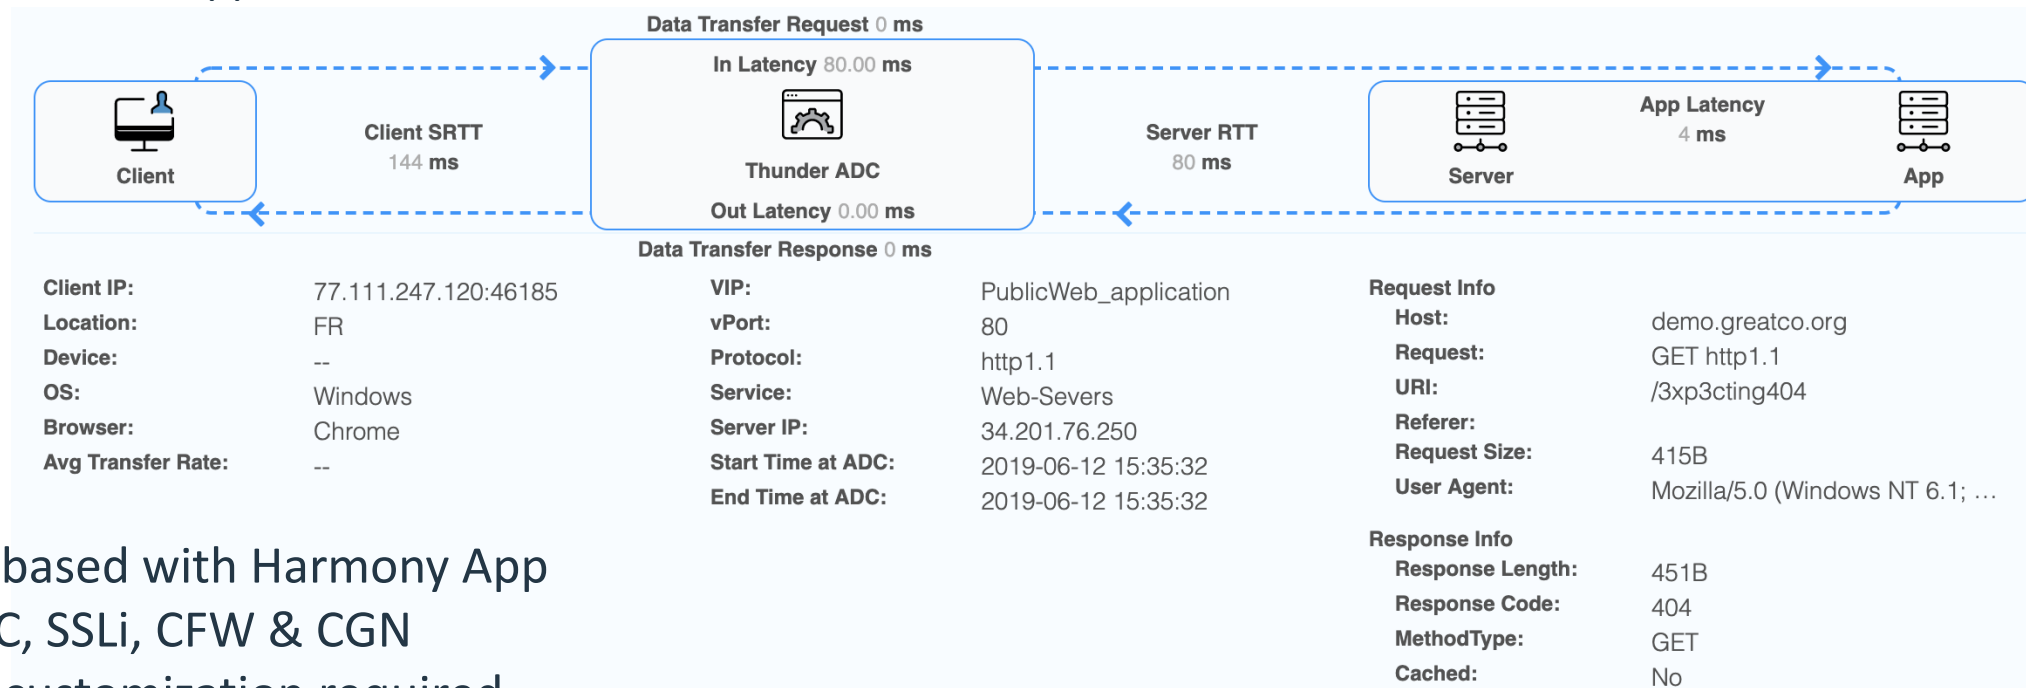 Data Transfer Request 0 ms
In Latency 80.00 ms
Client
Client SRTT
144 ms
Thunder ADC
Out Latency 0.00 ms
Server RTT
80 ms
Server
App Latency
4 ms
App
Data Transfer Response 0 ms
Client IP: 77.111.247.120:46185
Location: FR
Device: --
OS: Windows
Browser: Chrome
Avg Transfer Rate: --
VIP: PublicWeb_application
vPort: 80
Protocol: http1.1
Service: Web-Severs
Server IP: 34.201.76.250
Start Time at ADC: 2019-06-12 15:35:32
End Time at ADC: 2019-06-12 15:35:32
Request Info
Host: demo.greatco.org
Request: GET http1.1
URI: /3xp3cting404
Referer:
Request Size: 415B
User Agent: Mozilla/5.0 (Windows NT 6.1; ...
Response Info
Response Length: 451B
Response Code: 404
MethodType: GET
Cached: No
based with Harmony App
C, SSLi, CFW & CGN
customization required